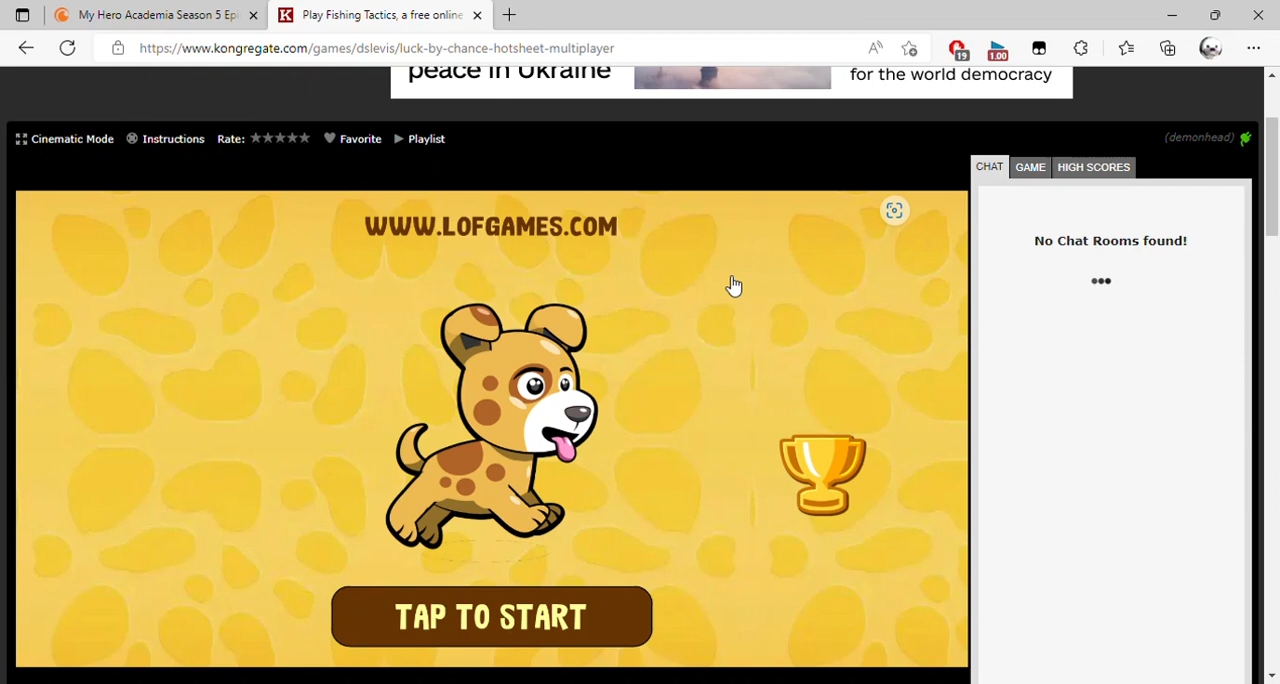 My Hero Academia Season 5 Epi
Play Fishing Tactics, a free online
https://www.kongregate.com/games/dslevis/luck-by-chance-hotsheet-multiplayer
A
19
1.00
peace in Ukraine
for the world democracy
Cinematic Mode
Instructions
Rate:
Favorite
Playlist
(demonhead)
CHAT
GAME
HIGH SCORES
WWW.LOFGAMES.COM
No Chat Rooms found!
TAP TO START